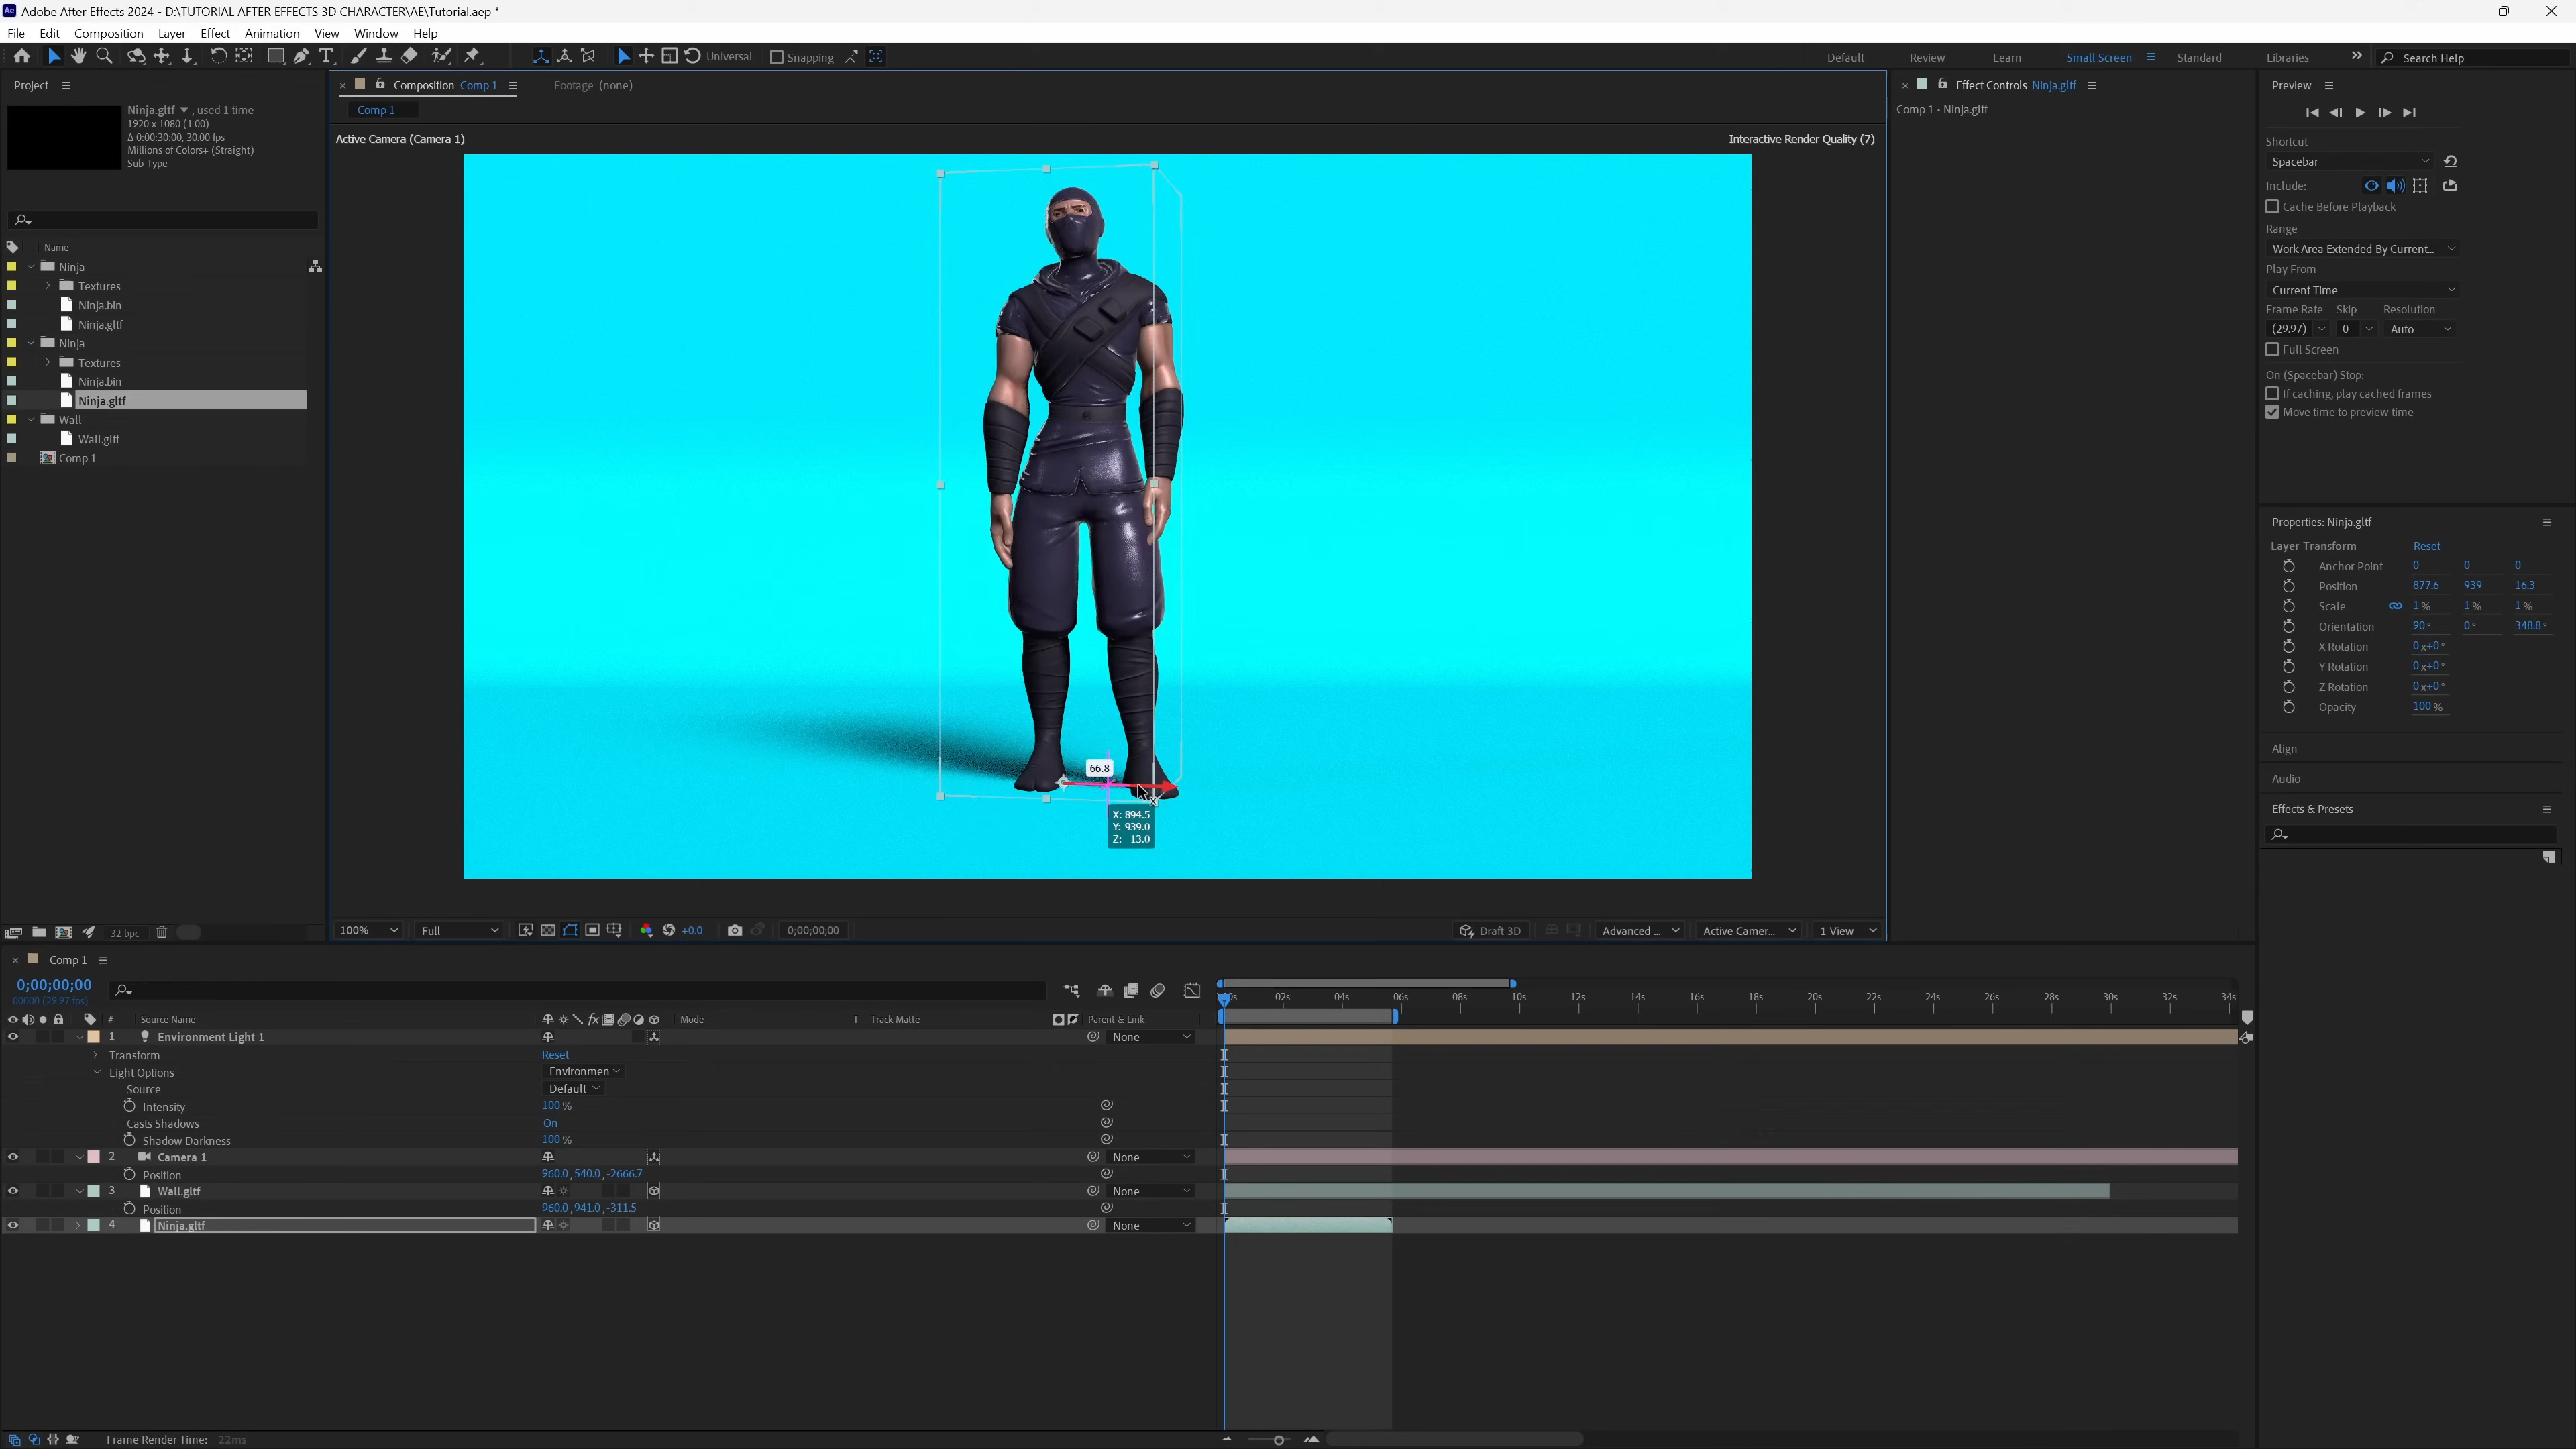 Ae Adobe After Effects 2024 - D:\TUTORIAL AFTER EFFECTS 3D CHARACTER\AE\Tutorial.aep *
File Edit Composition Layer Effect Animation View Window Help
Universal Snapping Default Review Learn Small Screen Standard Libraries Search Help
Project
Ninja.gltf , used 1 time
1920 x 1080 (1.00)
Δ 0:00:30:00, 30.00 fps
Millions of Colors+ (Straight)
Sub-Type
Name
Ninja
Textures
Ninja.bin
Ninja.gltf
Ninja
Textures
Ninja.bin
Ninja.gltf
Wall
Wall.gltf
Comp 1
32 bpc
Composition Comp 1 Footage (none)
Comp 1
Active Camera (Camera 1) Interactive Render Quality (7)
66.8
X: 894.5
Y: 939.0
Z: 13.0
100% Full +0.0 0;00;00;00 Draft 3D Advanced ... Active Camer... 1 View
Effect Controls Ninja.gltf
Comp 1 • Ninja.gltf
Preview
Shortcut
Spacebar
Include:
Cache Before Playback
Range
Work Area Extended By Current...
Play From
Current Time
Frame Rate Skip Resolution
(29.97) 0 Auto
Full Screen
On (Spacebar) Stop:
If caching, play cached frames
Move time to preview time
Properties: Ninja.gltf
Layer Transform Reset
Anchor Point 0 0 0
Position 877.6 939 16.3
Scale 1 % 1 % 1 %
Orientation 90° 0° 348.8°
X Rotation 0x+0°
Y Rotation 0x+0°
Z Rotation 0x+0°
Opacity 100 %
Align
Audio
Effects & Presets
Comp 1
0;00;00;00
00000 (29.97 fps)
02s 04s 06s 08s 10s 12s 14s 16s 18s 20s 22s 24s 26s 28s 30s 32s 34s
# Source Name fx Mode T Track Matte Parent & Link
1 Environment Light 1 None
Transform Reset
Light Options Environmen
Source Default
Intensity 100 %
Casts Shadows On
Shadow Darkness 100 %
2 Camera 1 None
Position 960.0,540.0,-2666.7
3 Wall.gltf None
Position 960.0,941.0,-311.5
4 Ninja.gltf None
Frame Render Time: 22ms